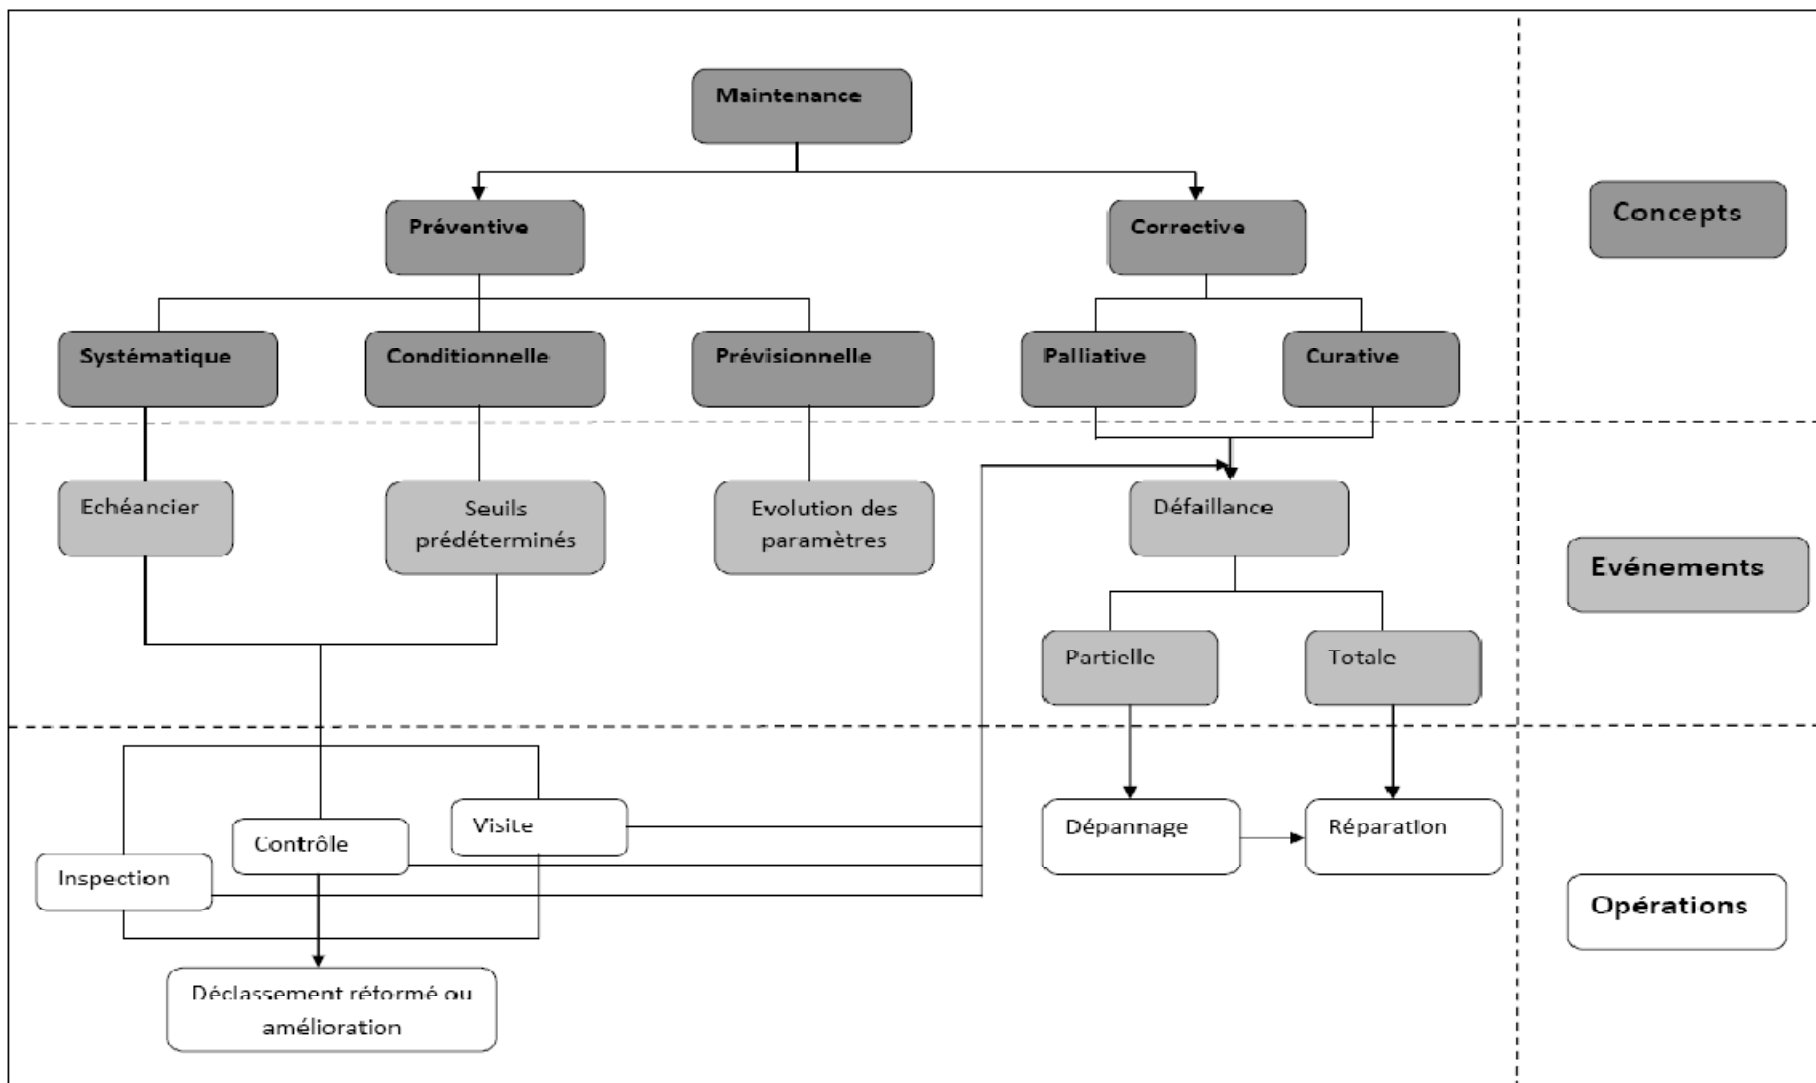 Maintenance
Préventive
Corrective
Concepts
Systématique
Conditionnelle
Prévisionnelle
Palliative
Curative
Echéancier
Seuils
prédéterminés
Evolution des
paramètres
Défaillance
Evénements
Partielle
Totale
Inspection
Contrôle
Visite
Dépannage
Réparation
Opérations
Déclassement réformé ou
amélioration